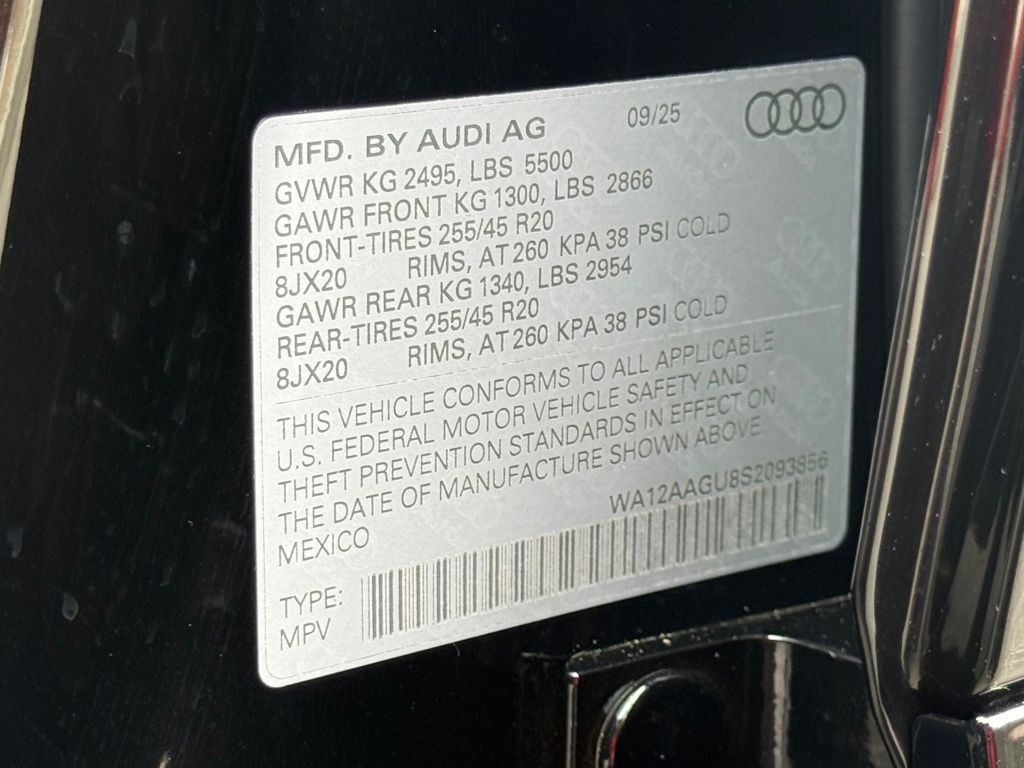 MFD. BY AUDI AG 09/25
GVWR KG 2495, LBS 5500
GAWR FRONT KG 1300, LBS 2866
FRONT-TIRES 255/45 R20
8JX20 RIMS, AT 260 KPA 38 PSI COLD
GAWR REAR KG 1340, LBS 2954
REAR-TIRES 255/45 R20
8JX20 RIMS, AT 260 KPA 38 PSI COLD
THIS VEHICLE CONFORMS TO ALL APPLICABLE
U.S. FEDERAL MOTOR VEHICLE SAFETY AND
THEFT PREVENTION STANDARDS IN EFFECT ON
THE DATE OF MANUFACTURE SHOWN ABOVE.
MEXICO WA12AAGU8S2093856
TYPE:
MPV